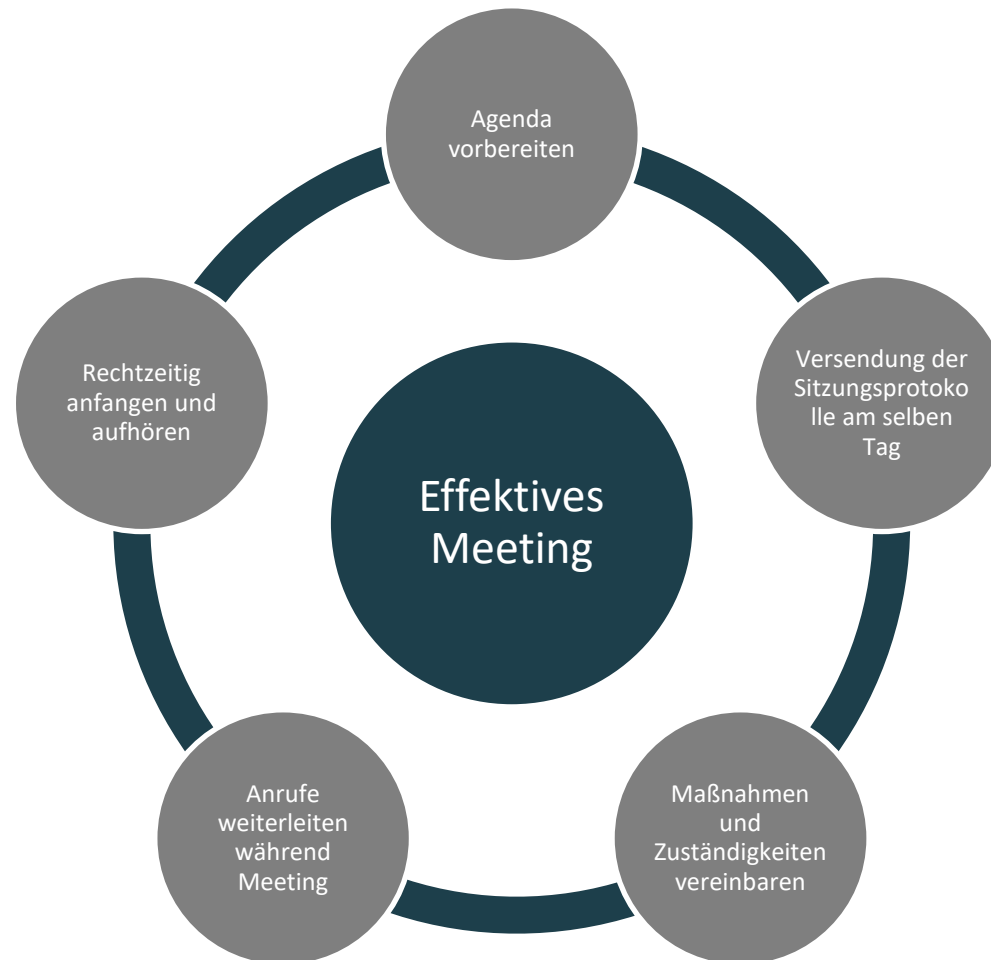 Agenda
vorbereiten
Versendung der
Sitzungsprotoko
lle am selben
Tag
Maßnahmen
und
Zuständigkeiten
vereinbaren
Anrufe
weiterleiten
während
Meeting
Rechtzeitig
anfangen und
aufhören
Effektives
Meeting